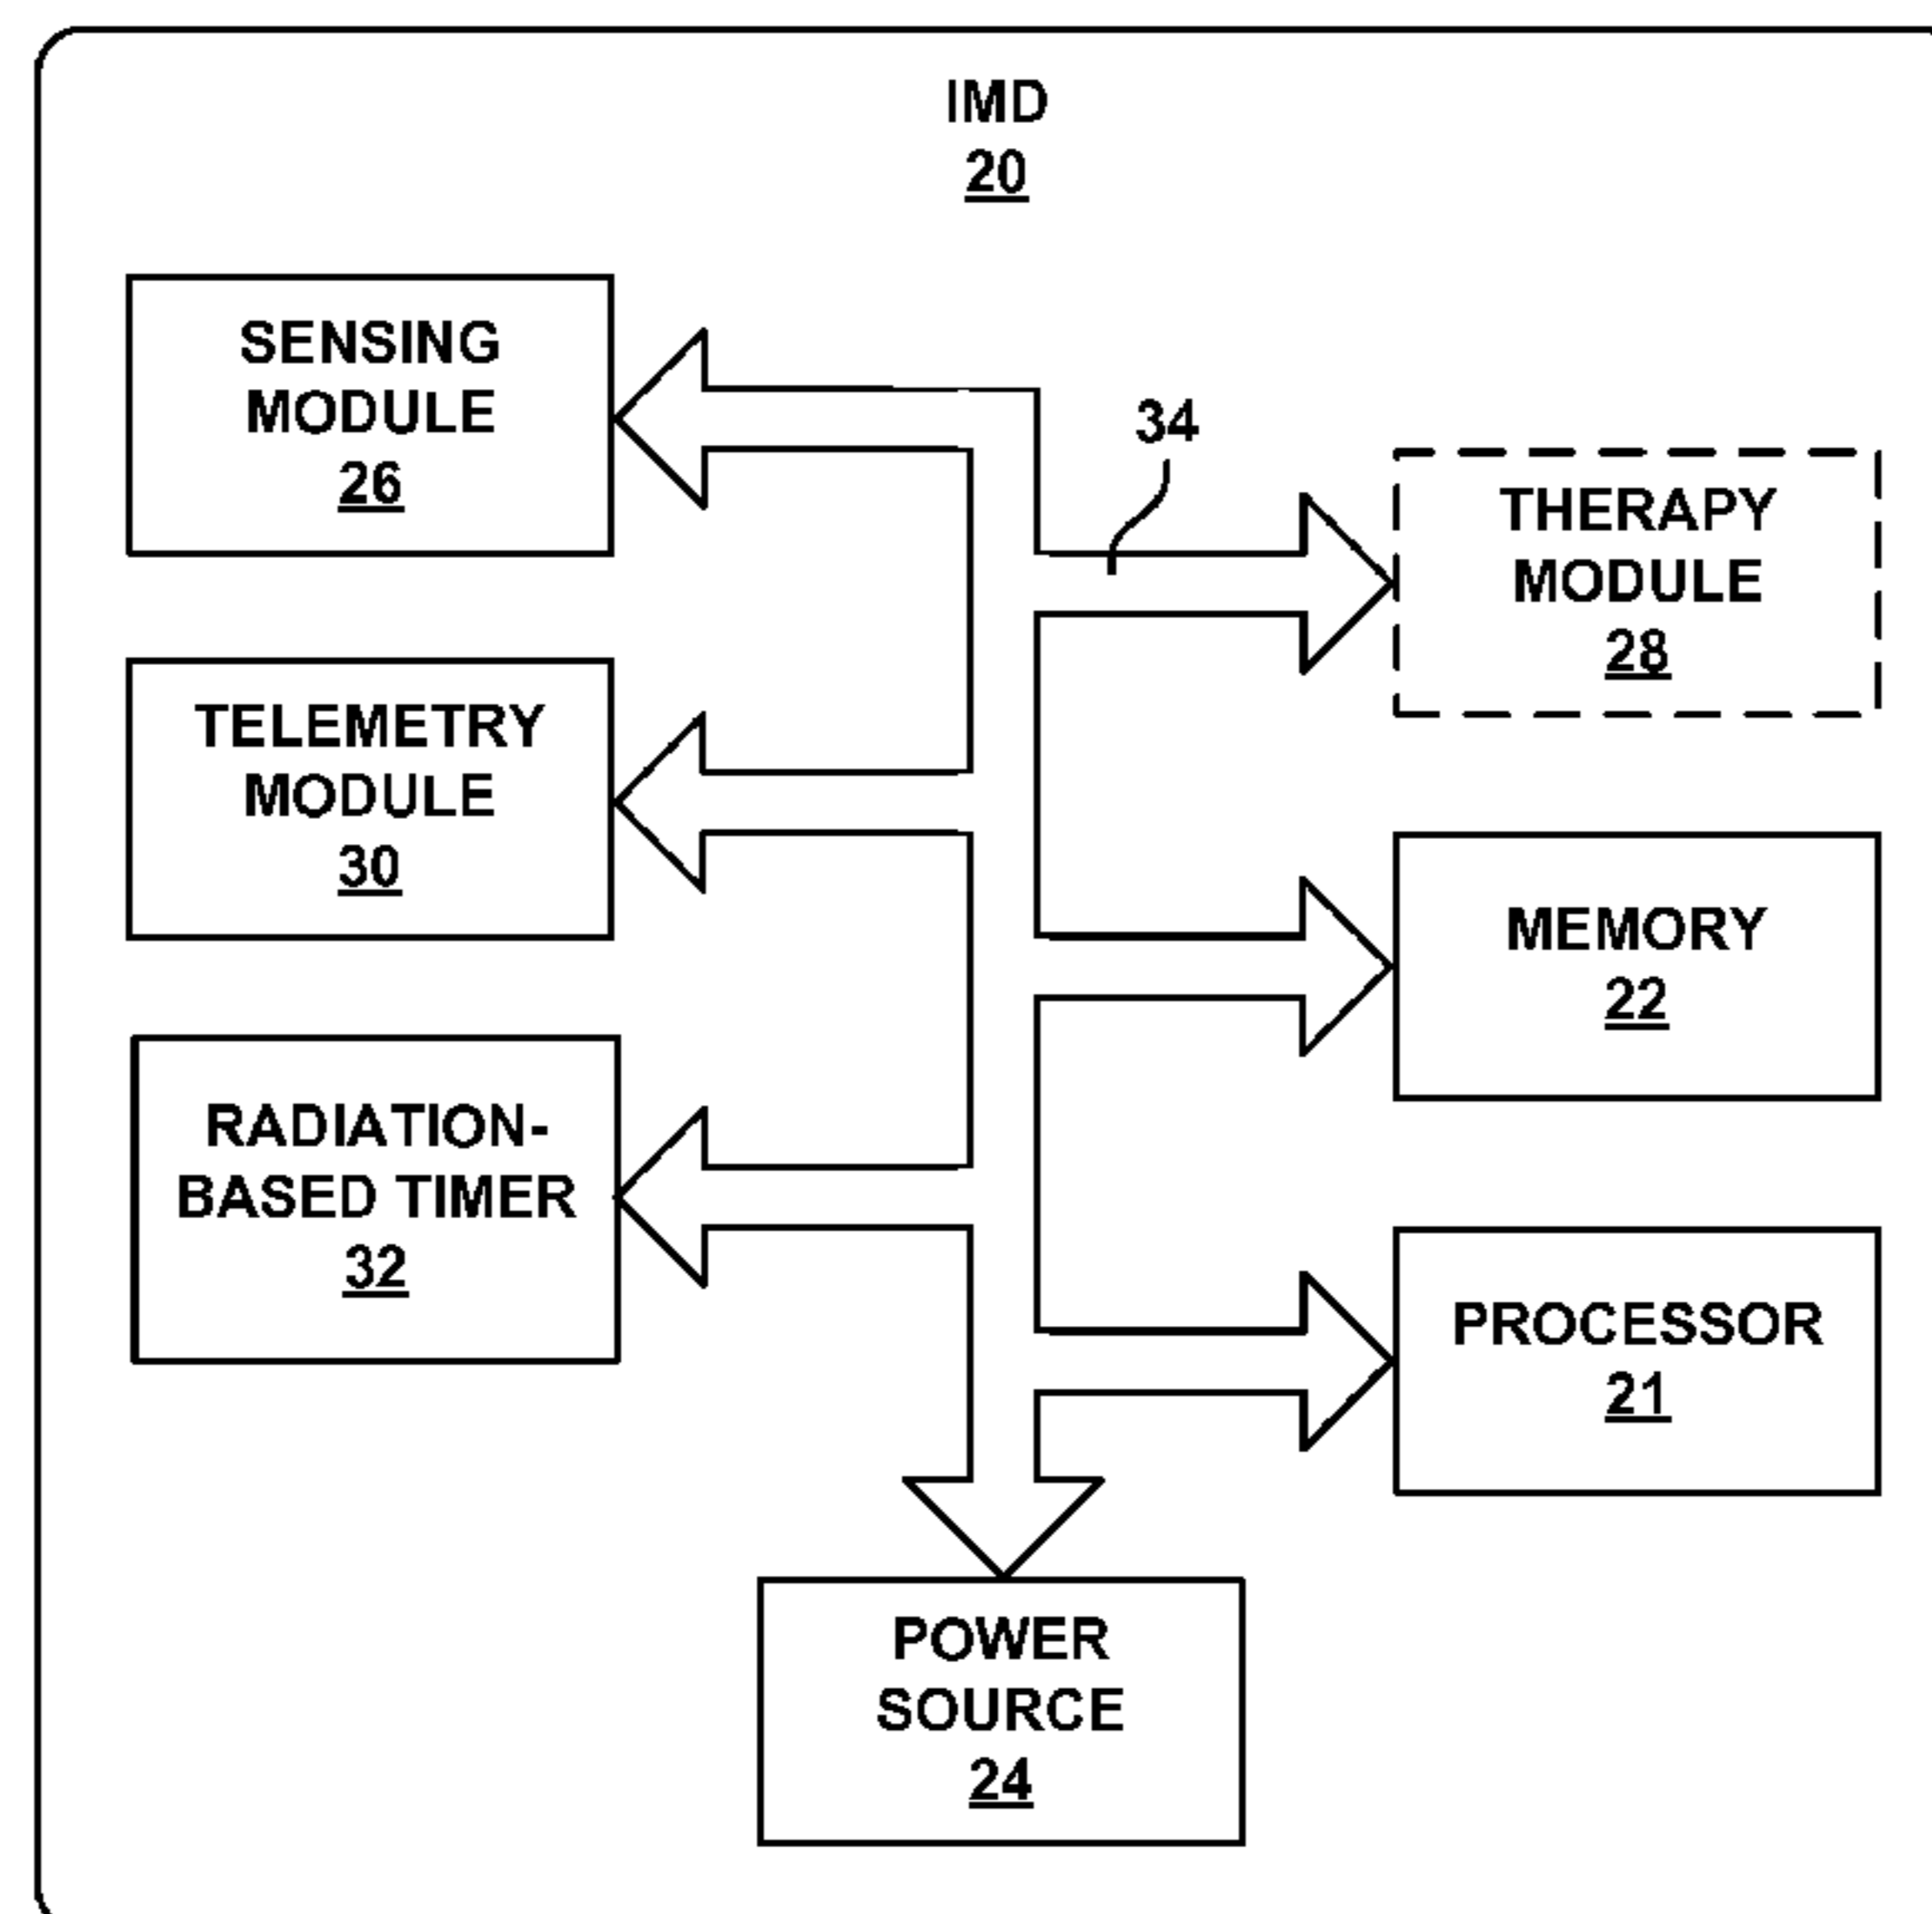 IMD
20
SENSING
MODULE
26
34
THERAPY
MODULE
28
TELEMETRY
MODULE
30
MEMORY
22
RADIATION-
BASED TIMER
32
PROCESSOR
21
POWER
SOURCE
24